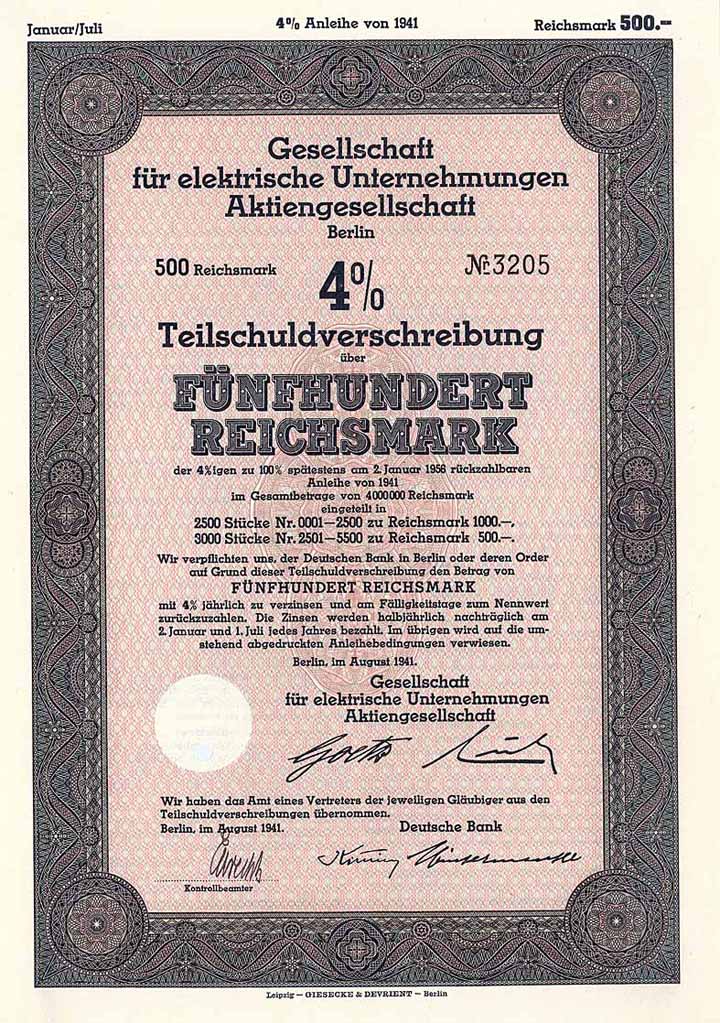 Januar/Juli
4% Anleihe von 1941
Reichsmark 500.–
Gesellschaft
für elektrische Unternehmungen
Aktiengesellschaft
Berlin
500 Reichsmark
4%
№ 3205
Teilschuldverschreibung
über
FÜNFHUNDERT
REICHSMARK
der 4%igen zu 100% spätestens am 2. Januar 1956 rückzahlbaren
Anleihe von 1941
im Gesamtbetrage von 4000000 Reichsmark
eingeteilt in
2500 Stücke Nr. 0001–2500 zu Reichsmark 1000.–,
3000 Stücke Nr. 2501–5500 zu Reichsmark 500.–.
Wir verpflichten uns, der Deutschen Bank in Berlin oder deren Order
auf Grund dieser Teilschuldverschreibung den Betrag von
FÜNFHUNDERT REICHSMARK
mit 4% jährlich zu verzinsen und am Fälligkeitstage zum Nennwert
zurückzuzahlen. Die Zinsen werden halbjährlich nachträglich am
2. Januar und 1. Juli jedes Jahres bezahlt. Im übrigen wird auf die um-
stehend abgedruckten Anleihebedingungen verwiesen.
Berlin, im August 1941.
Gesellschaft
für elektrische Unternehmungen
Aktiengesellschaft
Goetz
Wir haben das Amt eines Vertreters der jeweiligen Gläubiger aus den
Teilschuldverschreibungen übernommen.
Berlin, im August 1941.
Deutsche Bank
Kontrollbeamter
Leipzig – GIESECKE & DEVRIENT – Berlin